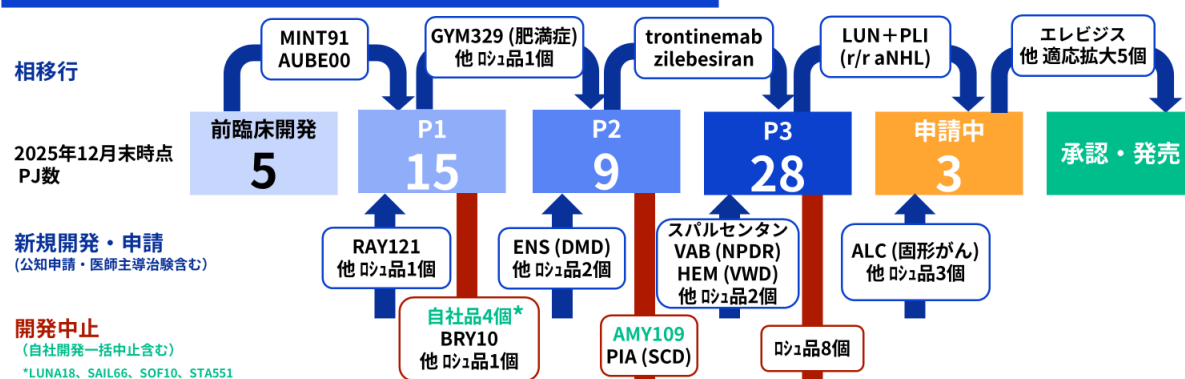 MINT91
AUBE00
GYM329 (肥満症)
他 ﾛｼｭ品1個
trontinemab
zilebesiran
LUN＋PLI
(r/r aNHL)
エレビジス
他 適応拡大5個
相移行
前臨床開発
5
P1
15
P2
9
P3
28
申請中
3
承認・発売
2025年12月末時点
PJ数
新規開発・申請
(公知申請・医師主導治験含む)
RAY121
他 ﾛｼｭ品1個
ENS (DMD)
他 ﾛｼｭ品2個
スパルセンタン
VAB (NPDR)
HEM (VWD)
他 ﾛｼｭ品2個
ALC (固形がん)
他 ﾛｼｭ品3個
開発中止
（自社開発一括中止含む）
*LUNA18、SAIL66、SOF10、STA551
自社品4個*
BRY10
他 ﾛｼｭ品1個
AMY109
PIA (SCD)
ﾛｼｭ品8個